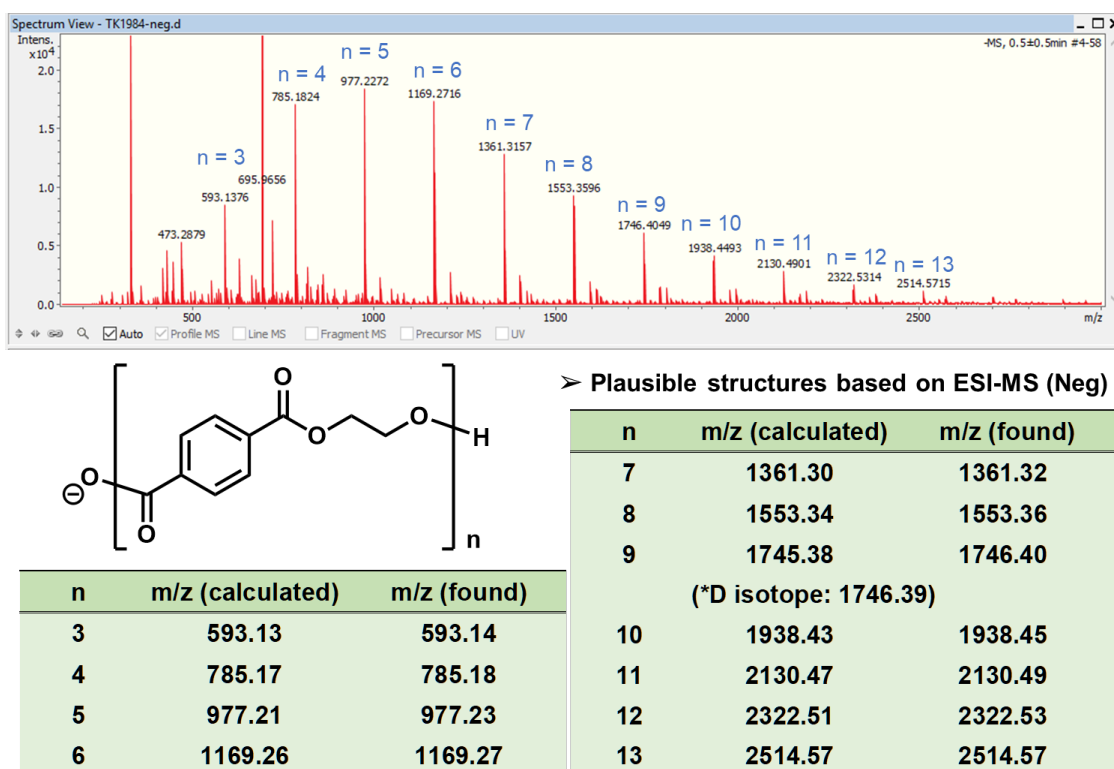 Spectrum View - TK1984-neg.d
Intens.
x10⁴
-MS, 0.5±0.5min #4-58
2.0
1.5
1.0
0.5
0.0
473.2879
n = 3
593.1376
695.9656
n = 4
785.1824
n = 5
977.2272
n = 6
1169.2716
n = 7
1361.3157
n = 8
1553.3596
n = 9
1746.4049
n = 10
1938.4493
n = 11
2130.4901
n = 12
2322.5314
n = 13
2514.5715
500 1000 1500 2000 2500 m/z
Auto Profile MS Line MS Fragment MS Precursor MS UV
O
O
O
H
O
O
n
➢ Plausible structures based on ESI-MS (Neg)
n m/z (calculated) m/z (found)
3 593.13 593.14
4 785.17 785.18
5 977.21 977.23
6 1169.26 1169.27
n m/z (calculated) m/z (found)
7 1361.30 1361.32
8 1553.34 1553.36
9 1745.38 1746.40
(*D isotope: 1746.39)
10 1938.43 1938.45
11 2130.47 2130.49
12 2322.51 2322.53
13 2514.57 2514.57